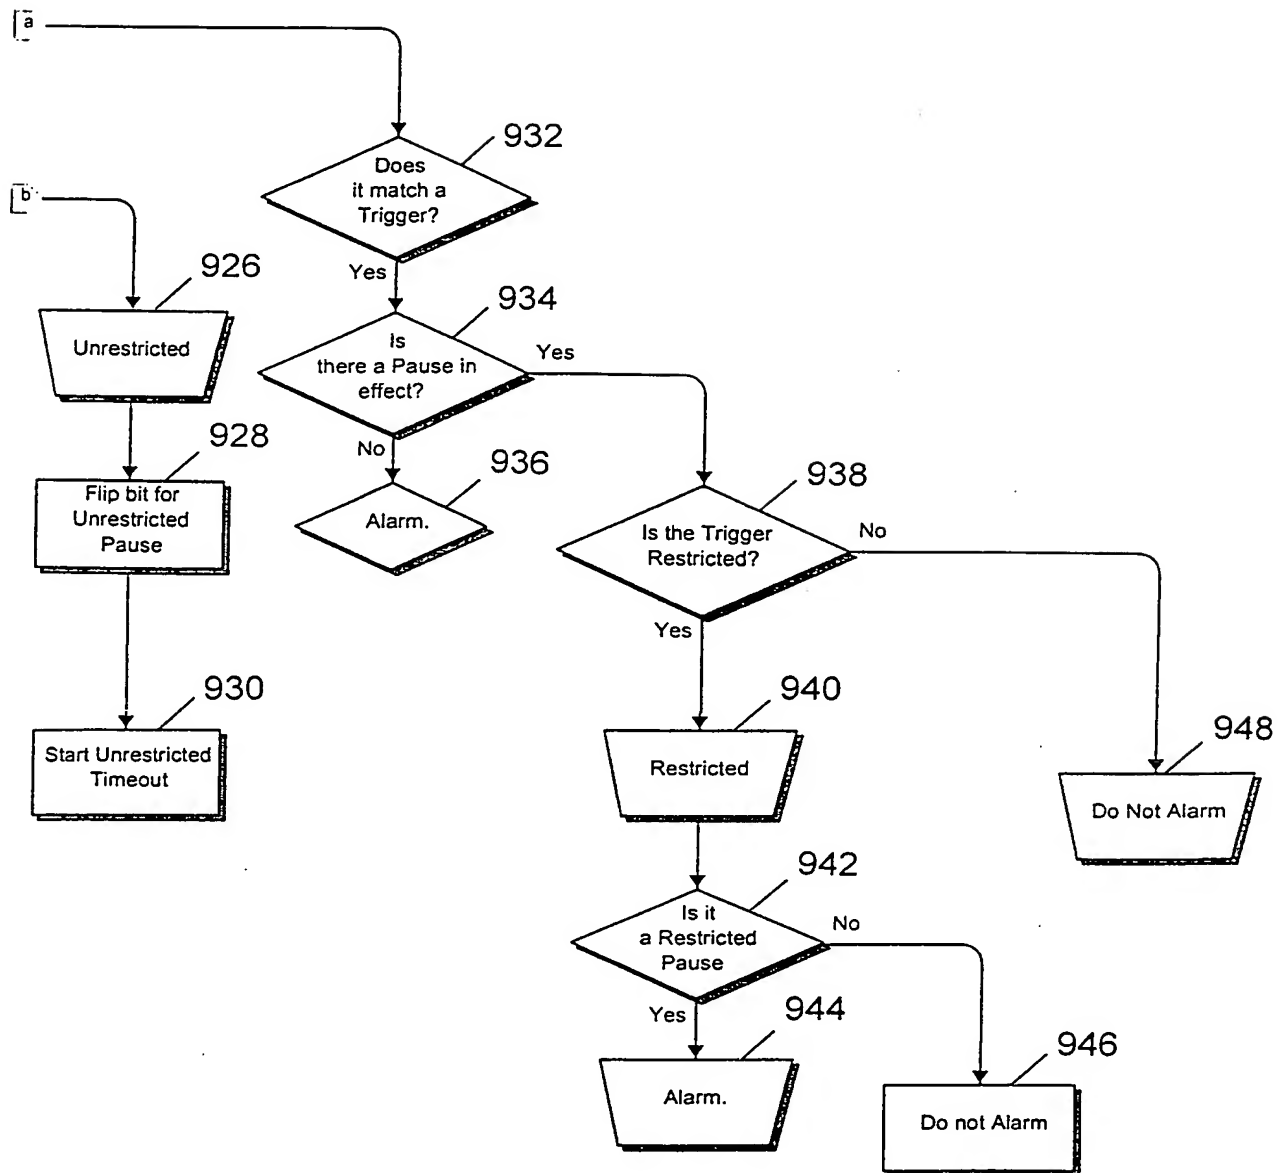 a
932
Does
it match a
Trigger?
b
Yes
926
934
Unrestricted
Is
there a Pause in
effect?
Yes
No
928
936
938
Flip bit for
Unrestricted
Pause
Alarm.
Is the Trigger
Restricted?
No
Yes
930
940
948
Start Unrestricted
Timeout
Restricted
Do Not Alarm
942
Is it
a Restricted
Pause
No
Yes
944
946
Alarm.
Do not Alarm